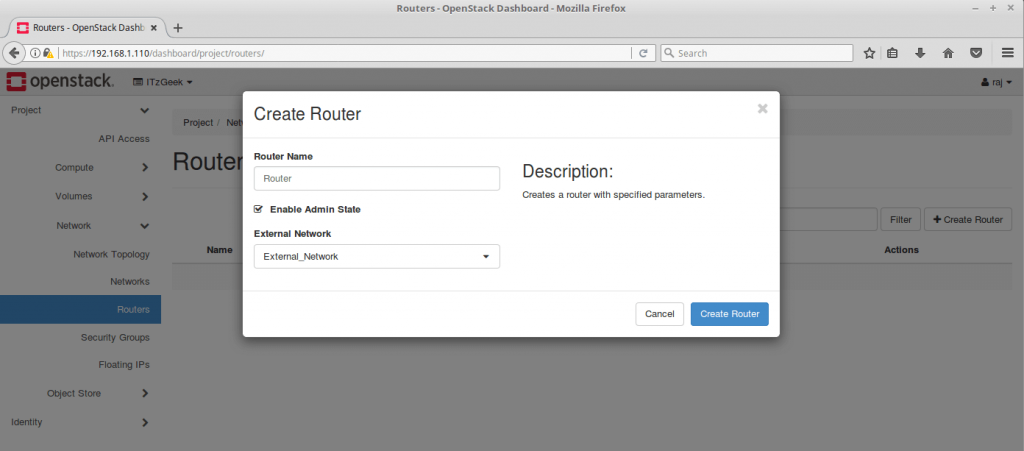 Routers - OpenStack Dashboard - Mozilla Firefox
Routers - OpenStack Dashb
https://192.168.1.110/dashboard/project/routers/
Search
openstack.
ITzGeek
raj
Project
API Access
Compute
Volumes
Network
Network Topology
Networks
Routers
Security Groups
Floating IPs
Object Store
Identity
Project /
Router
Filter
Create Router
Name
Actions
Create Router
Router Name
Router
Enable Admin State
External Network
External_Network
Description:
Creates a router with specified parameters.
Cancel
Create Router